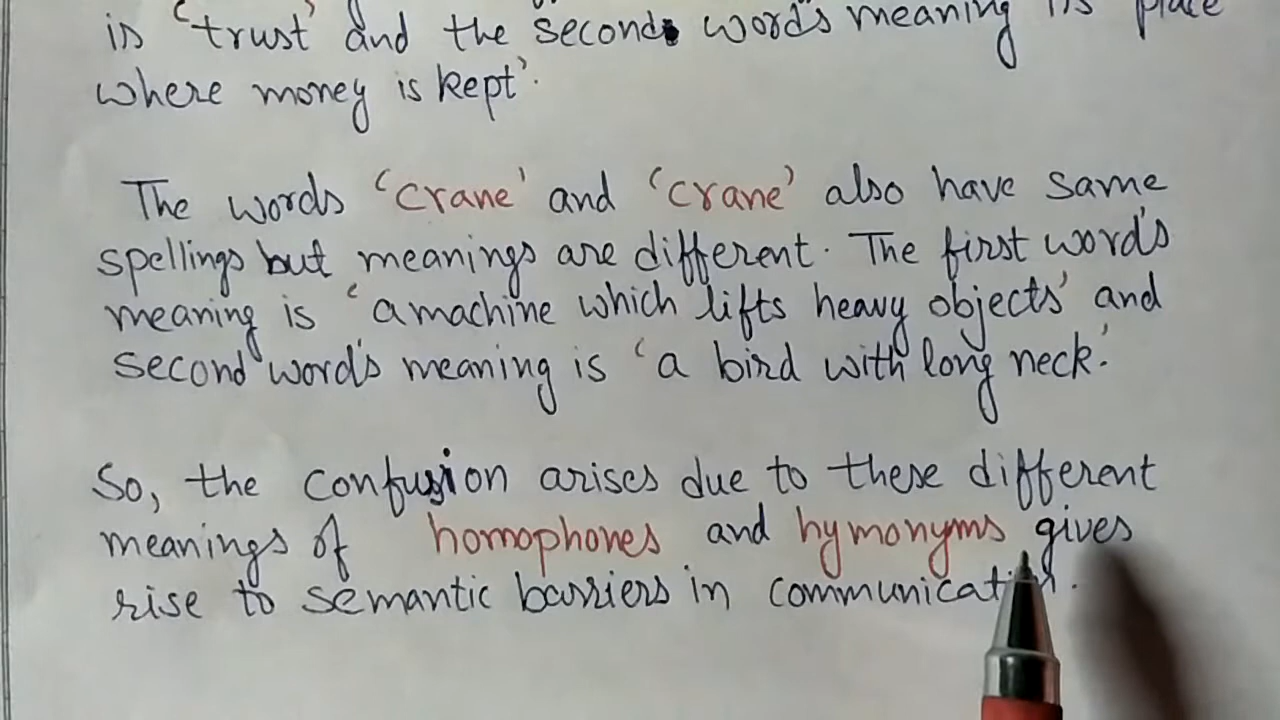 is 'trust' and the second word's meaning is place
where money is kept'.
The words 'crane' and 'crane' also have same
spellings but meanings are different. The first word's
meaning is 'a machine which lifts heavy objects' and
second word's meaning is 'a bird with long neck.'
So, the confusion arises due to these different
meanings of homophones and hymonyms gives
rise to semantic barriers in communication.